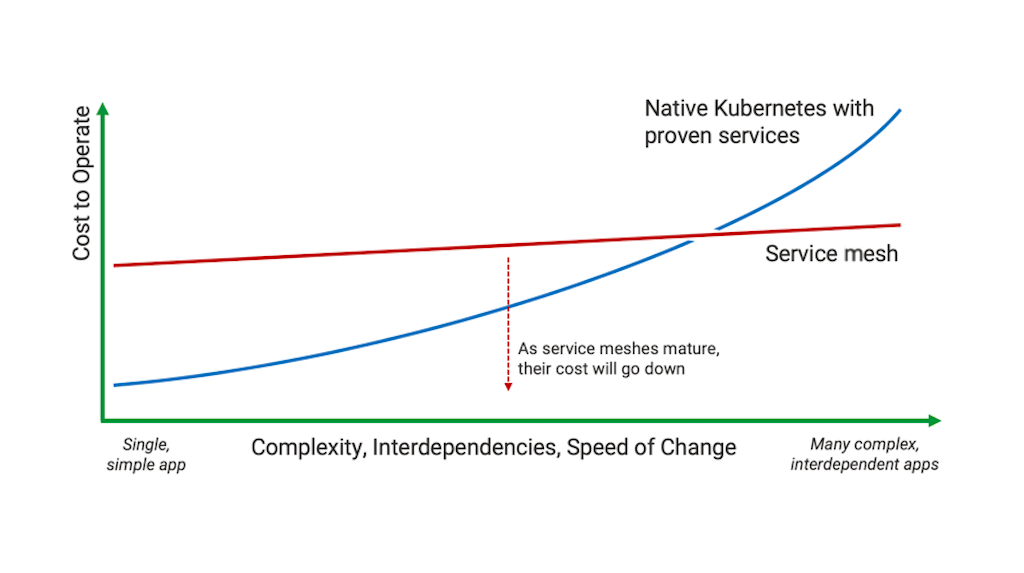 Native Kubernetes with
proven services
Cost to Operate
Service mesh
As service meshes mature,
their cost will go down
Single,
simple app
Complexity, Interdependencies, Speed of Change
Many complex,
interdependent apps